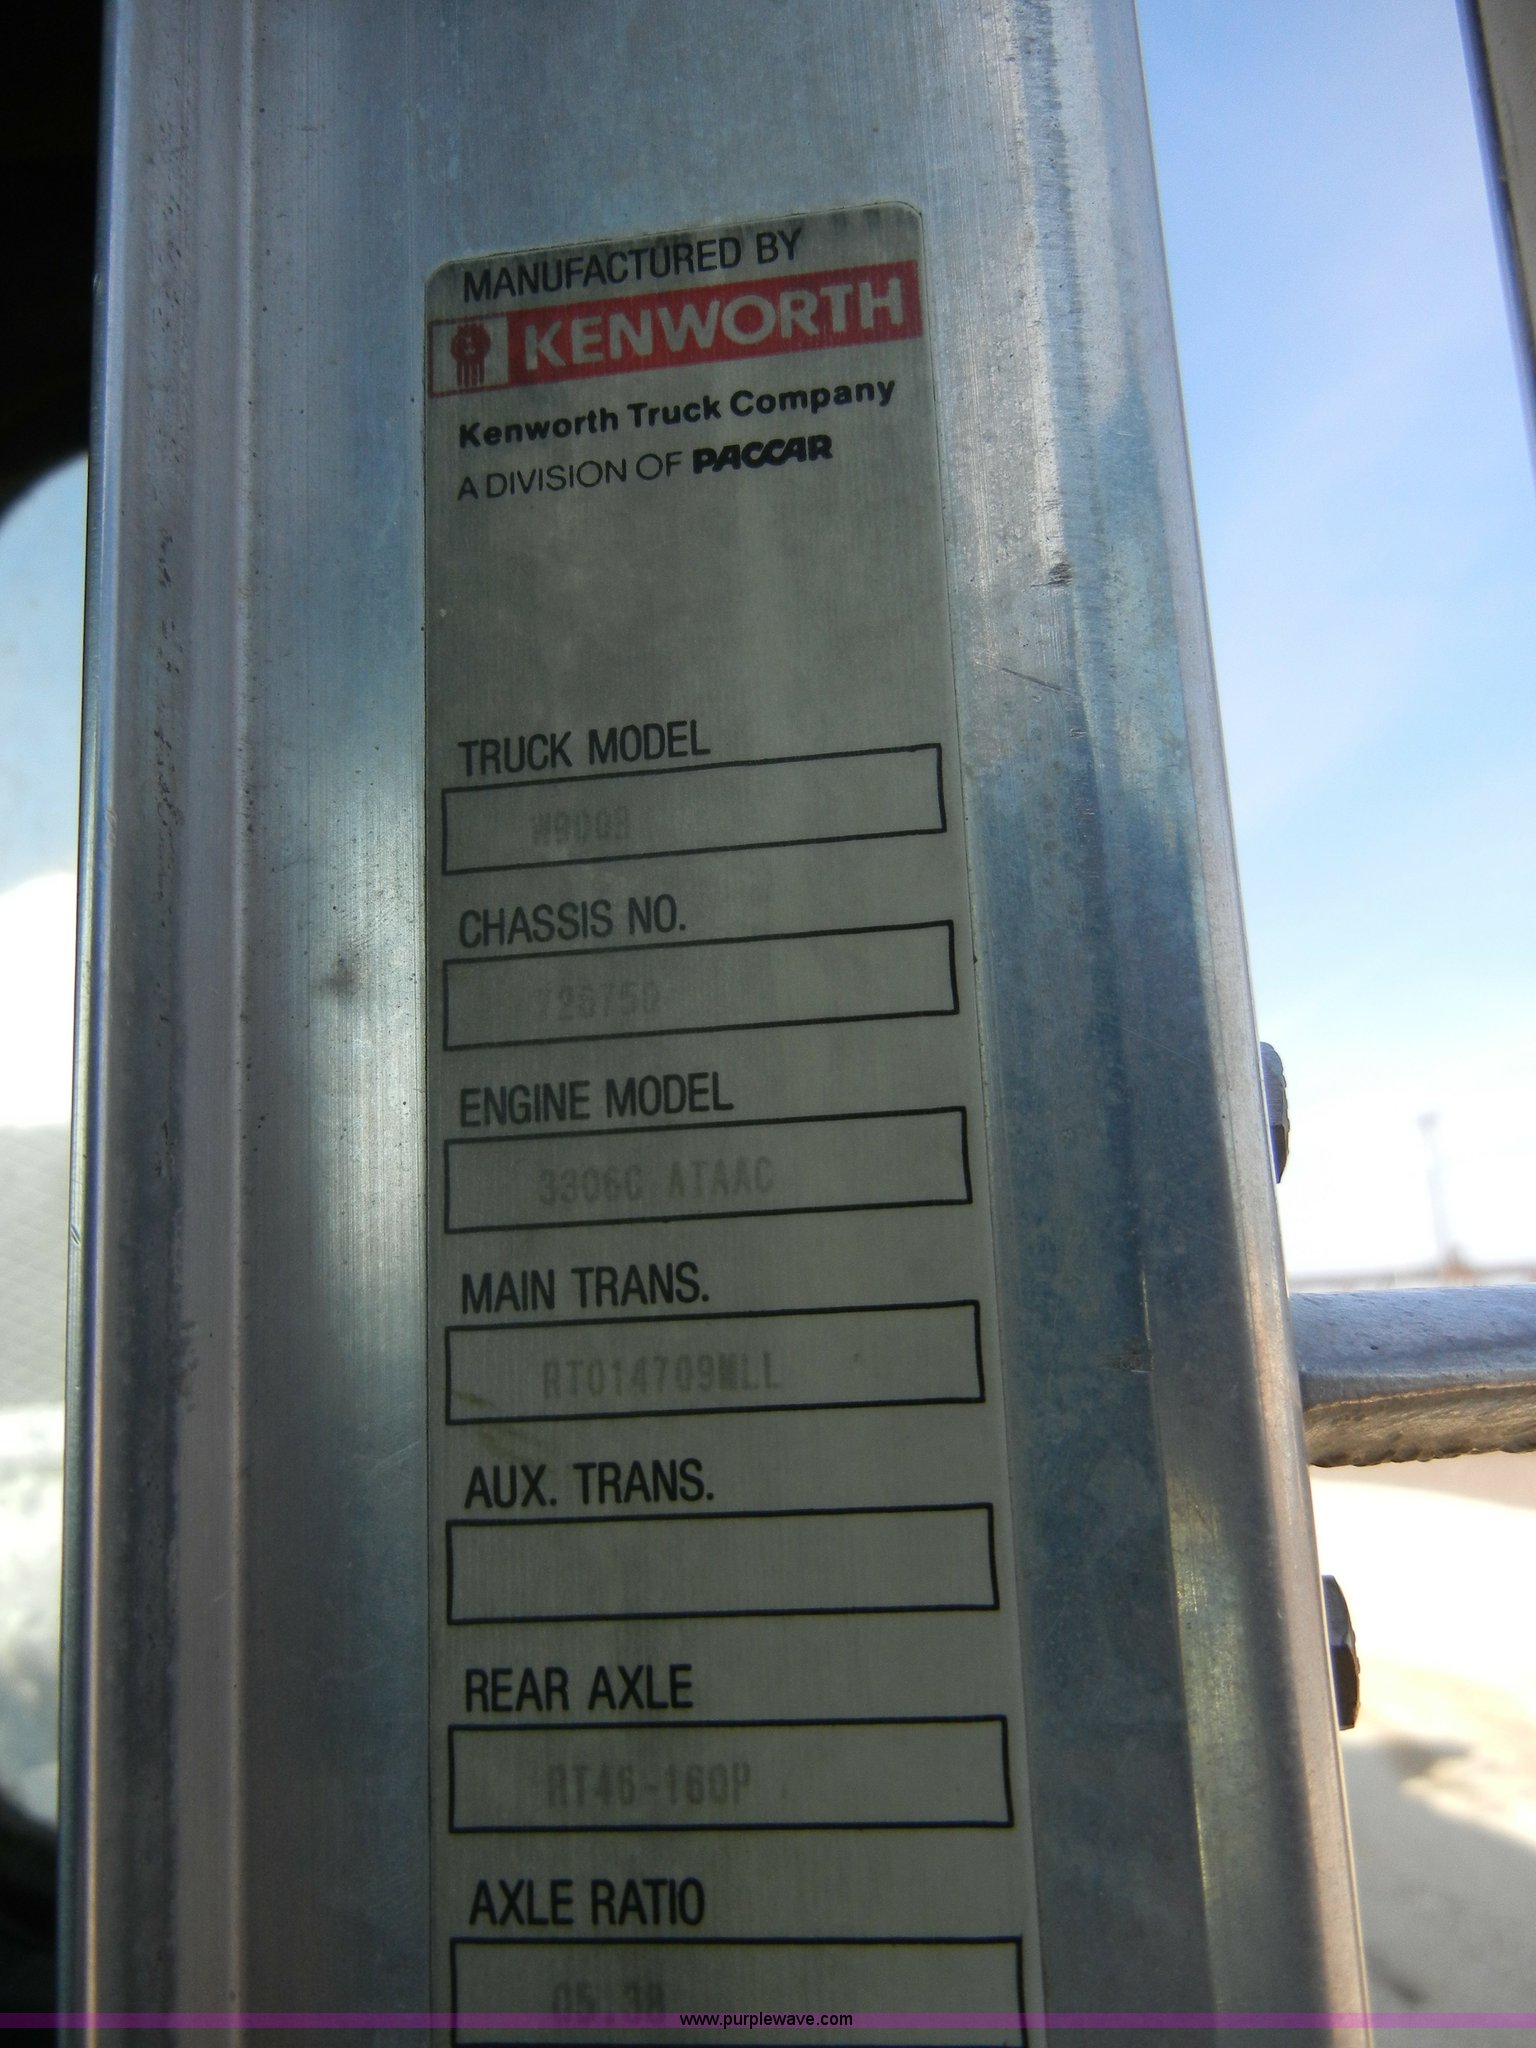 MANUFACTURED BY
KENWORTH
Kenworth Truck Company
A DIVISION OF PACCAR
TRUCK MODEL
W900B
CHASSIS NO.
ENGINE MODEL
3306C ATAAC
MAIN TRANS.
RTO14709MLL
AUX. TRANS.
REAR AXLE
RT46-160P
AXLE RATIO
www.purplewave.com